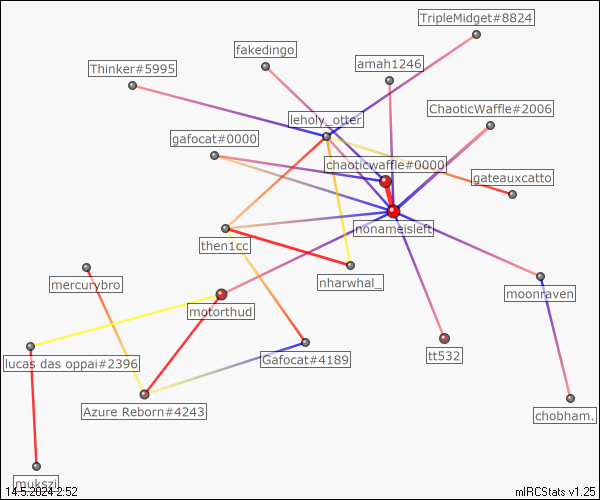 TripleMidget#8824
fakedingo
amah1246
Thinker#5995
ChaoticWaffle#2006
leholy_otter
gafocat#0000
chaoticwaffle#0000
gateauxcatto
nonameisleft
then1cc
nharwhal_
mercurybro
moonraven
motorthud
Gafocat#4189
tt532
lucas das oppai#2396
Azure Reborn#4243
chobham.
mukszi
14.5.2024 2:52
mIRCStats v1.25